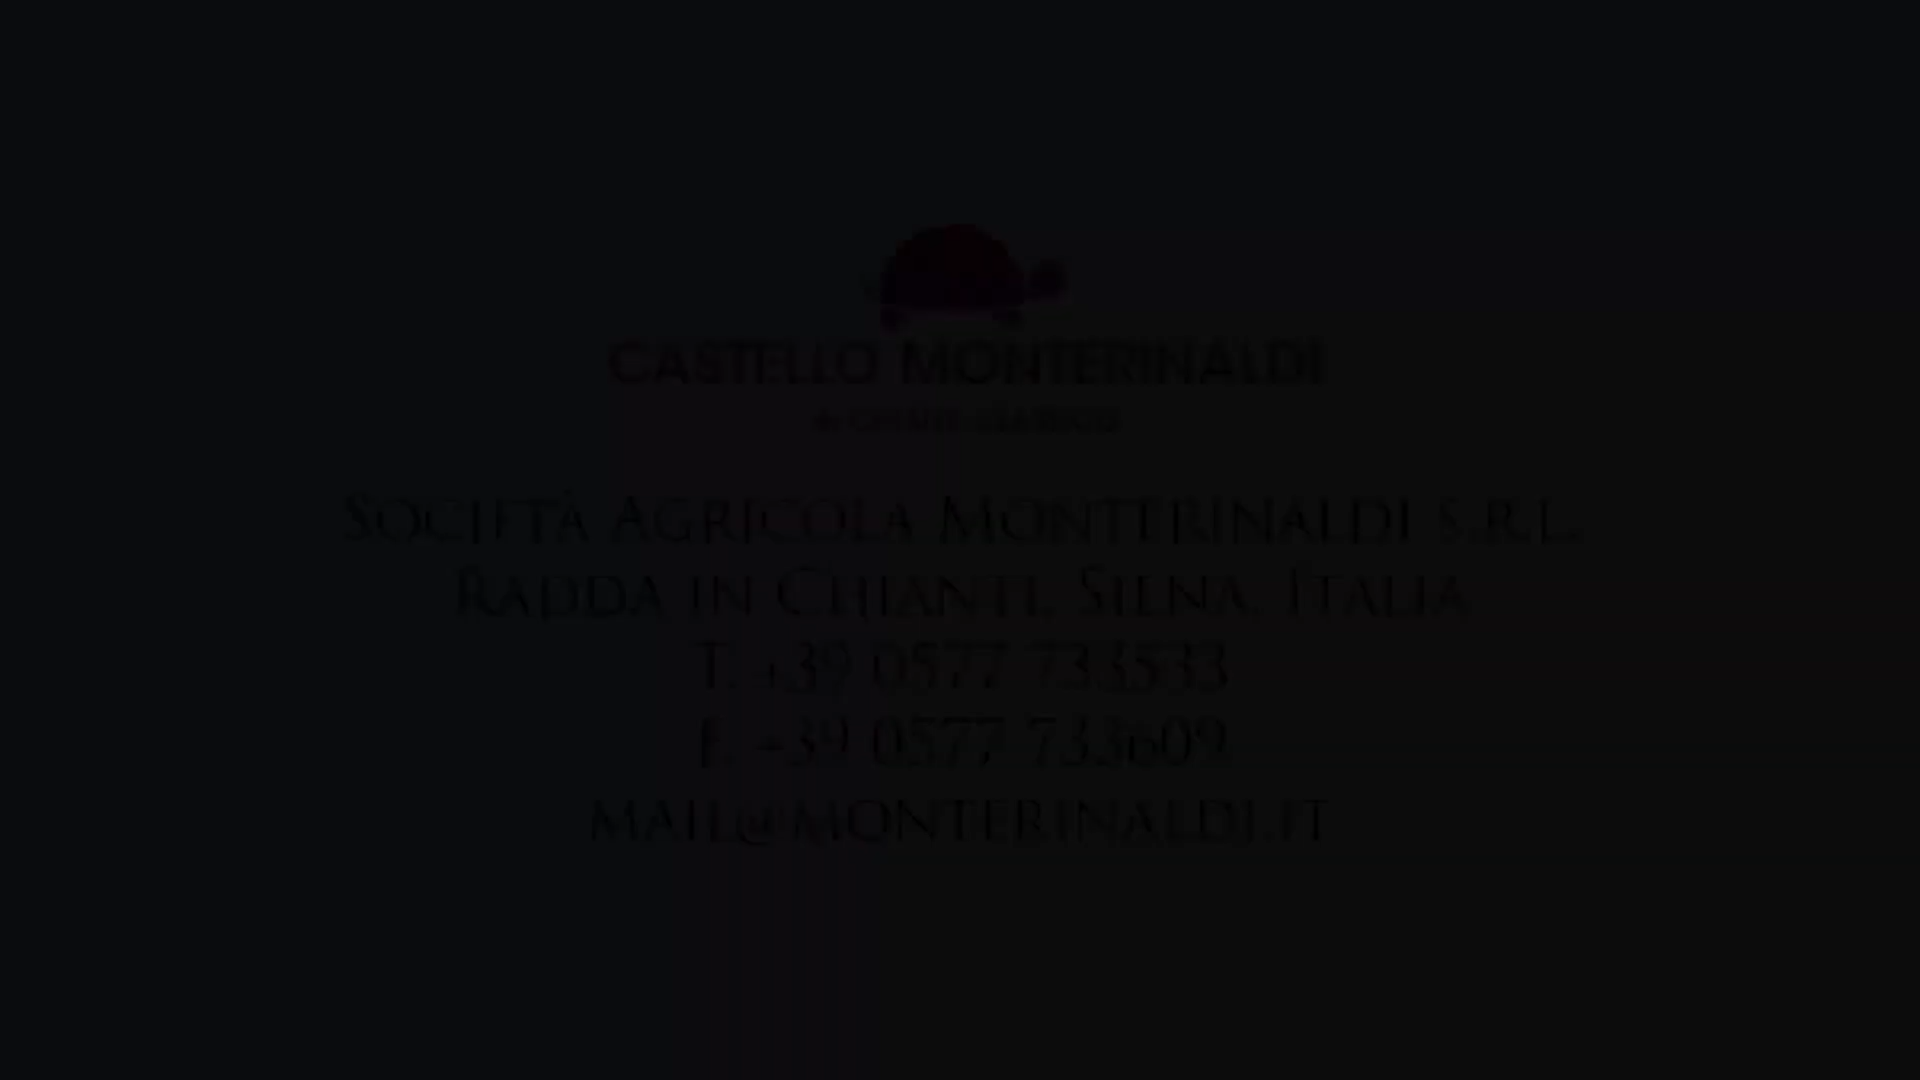 CASTELLO MONTERINALDI
SOCIETÀ AGRICOLA MONTERINALDI S.R.L.
RADDA IN CHIANTI, SIENA, ITALIA
T. +39 0577 733533
F. +39 0577 733609
MAIL@MONTERINALDI.IT